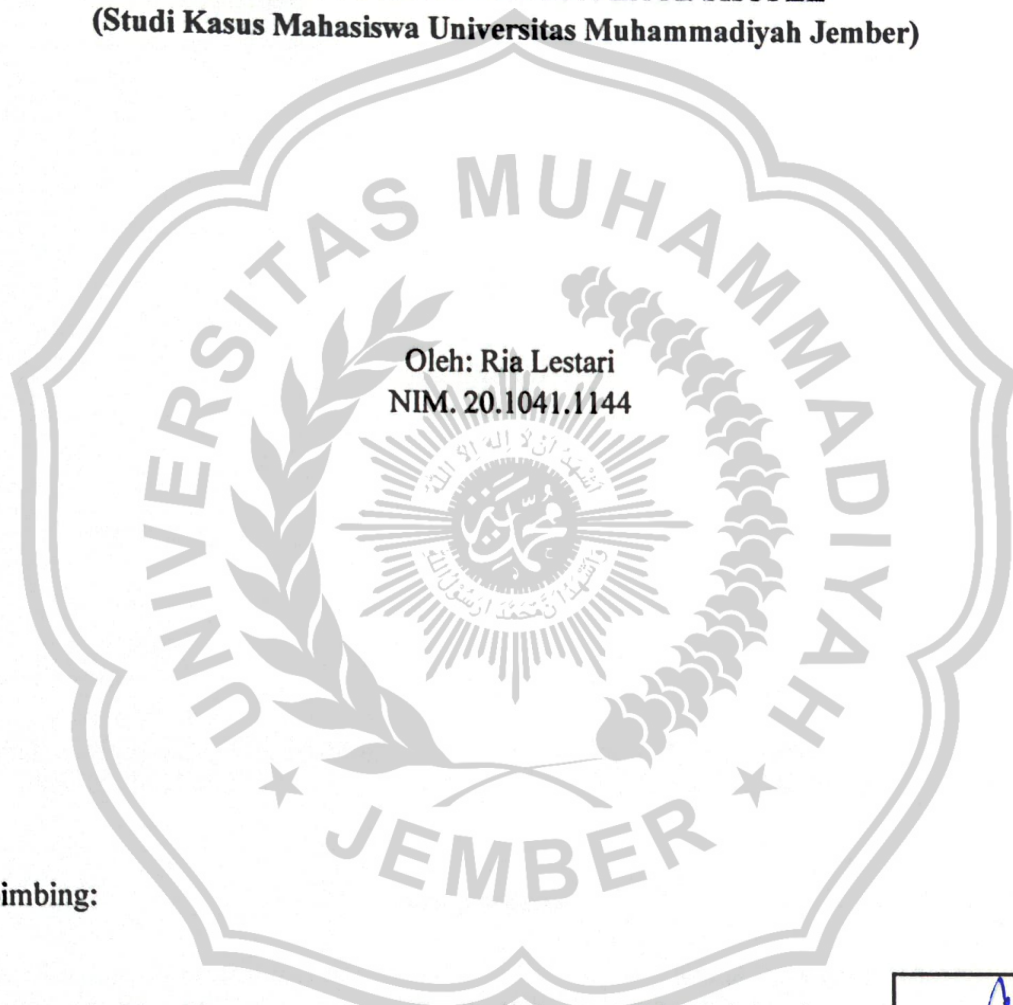 (Studi Kasus Mahasiswa Universitas Muhammadiyah Jember)
UNIVERSITAS MUHAMMADIYAH
Oleh: Ria Lestari
NIM. 20.1041.1144
JEMBER
imbing: